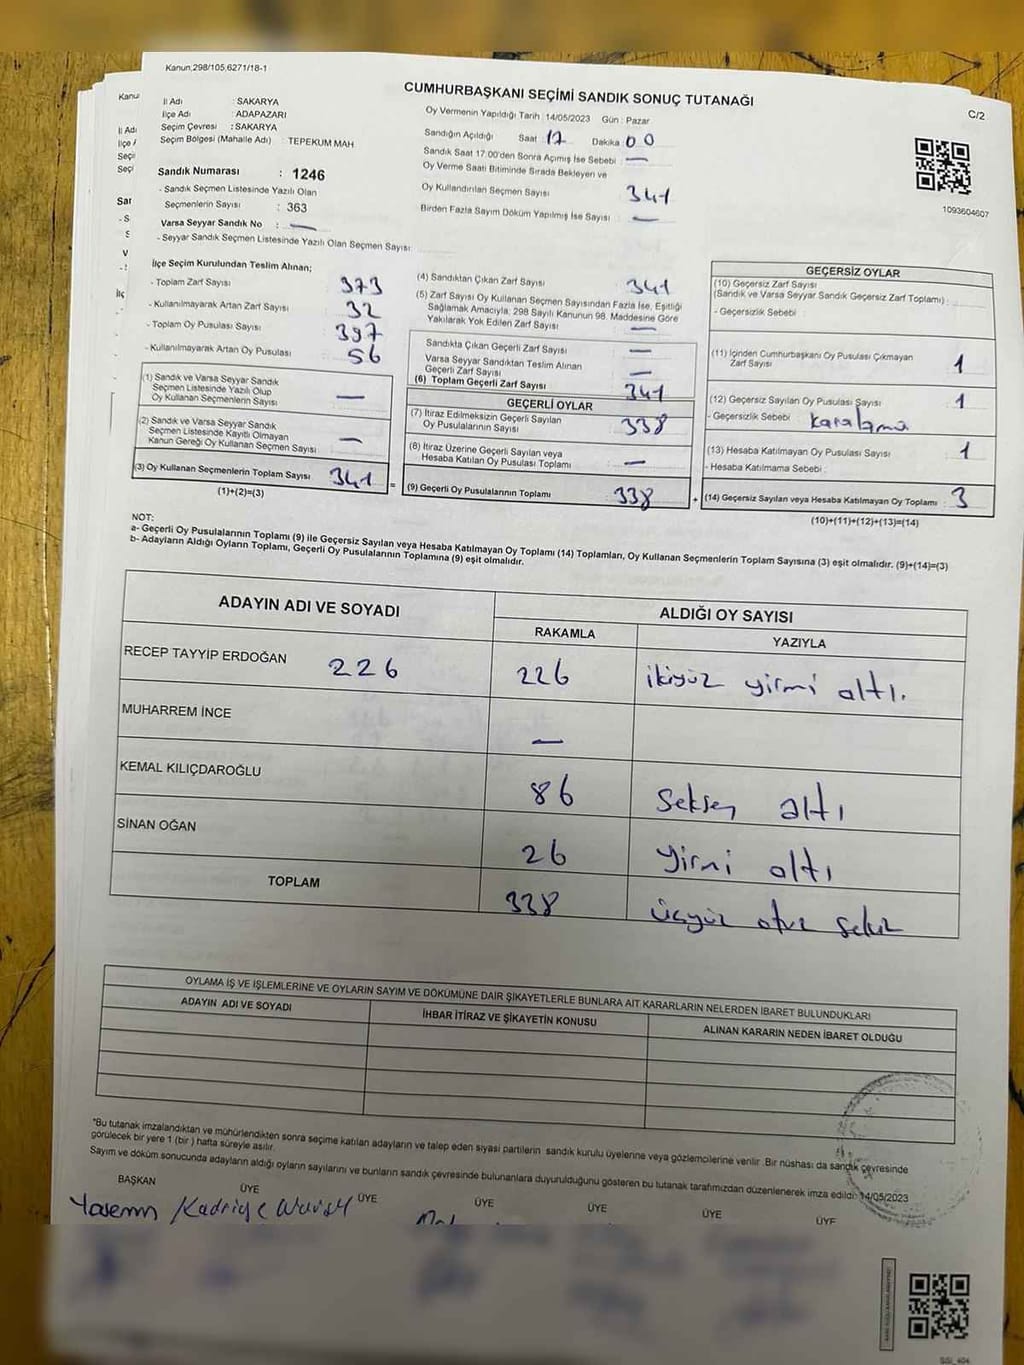 Kanun,298/105,6271/18-1
CUMHURBAŞKANI SEÇİMİ SANDIK SONUÇ TUTANAĞI
C/2
İl Adı : SAKARYA
İlçe Adı : ADAPAZARI
Seçim Çevresi : SAKARYA
Seçim Bölgesi (Mahalle Adı) TEPEKUM MAH
Sandık Numarası : 1246
- Sandık Seçmen Listesinde Yazılı Olan
Seçmenlerin Sayısı : 363
Varsa Seyyar Sandık No : —
- Seyyar Sandık Seçmen Listesinde Yazılı Olan Seçmen Sayısı:
Oy Vermenin Yapıldığı Tarih :14/05/2023 Gün : Pazar
Sandığın Açıldığı Saat 17 Dakika 00
Sandık Saat 17:00'den Sonra Açımış İse Sebebi —
Oy Verme Saati Bitiminde Sırada Bekleyen ve
Oy Kullandırılan Seçmen Sayısı 341
Birden Fazla Sayım Döküm Yapılmış İse Sayısı —
1093604607
İlçe Seçim Kurulundan Teslim Alınan;
- Toplam Zarf Sayısı 373
- Kullanılmayarak Artan Zarf Sayısı 32
- Toplam Oy Pusulası Sayısı 397
- Kullanılmayarak Artan Oy Pusulası 56
(1) Sandık ve Varsa Seyyar Sandık
Seçmen Listesinde Yazılı Olup
Oy Kullanan Seçmenlerin Sayısı —
(2) Sandık ve Varsa Seyyar Sandık
Seçmen Listesinde Kayıtlı Olmayan
Kanun Gereği Oy Kullanan Seçmen Sayısı —
(3) Oy Kullanan Seçmenlerin Toplam Sayısı 341
(1)+(2)=(3)
(4) Sandıktan Çıkan Zarf Sayısı 341
(5) Zarf Sayısı Oy Kullanan Seçmen Sayısından Fazla İse, Eşitliği
Sağlamak Amacıyla, 298 Sayılı Kanunun 98. Maddesine Göre
Yakılarak Yok Edilen Zarf Sayısı —
Sandıkta Çıkan Geçerli Zarf Sayısı —
Varsa Seyyar Sandıktan Teslim Alınan
Geçerli Zarf Sayısı —
(6) Toplam Geçerli Zarf Sayısı 341
GEÇERLİ OYLAR
(7) İtiraz Edilmeksizin Geçerli Sayılan
Oy Pusulalarının Sayısı 338
(8) İtiraz Üzerine Geçerli Sayılan veya
Hesaba Katılan Oy Pusulası Toplamı —
= (9) Geçerli Oy Pusulalarının Toplamı 338 +
GEÇERSİZ OYLAR
(10) Geçersiz Zarf Sayısı
(Sandık ve Varsa Seyyar Sandık Geçersiz Zarf Toplamı) :
- Geçersizlik Sebebi :
(11) İçinden Cumhurbaşkanı Oy Pusulası Çıkmayan
Zarf Sayısı 1
(12) Geçersiz Sayılan Oy Pusulası Sayısı 1
- Geçersizlik Sebebi karalama
(13) Hesaba Katılmayan Oy Pusulası Sayısı 1
- Hesaba Katılmama Sebebi :
(14) Geçersiz Sayılan veya Hesaba Katılmayan Oy Toplamı : 3
(10)+(11)+(12)+(13)=(14)
NOT:
a- Geçerli Oy Pusulalarının Toplamı (9) ile Geçersiz Sayılan veya Hesaba Katılmayan Oy Toplamı (14) Toplamları, Oy Kullanan Seçmenlerin Toplam Sayısına (3) eşit olmalıdır. (9)+(14)=(3)
b- Adayların Aldığı Oyların Toplamı, Geçerli Oy Pusulalarının Toplamına (9) eşit olmalıdır.
ADAYIN ADI VE SOYADI ALDIĞI OY SAYISI
RAKAMLA YAZIYLA
RECEP TAYYİP ERDOĞAN 226 226 ikiyüz yirmi altı.
MUHARREM İNCE —
KEMAL KILIÇDAROĞLU 86 seksen altı
SİNAN OĞAN 26 yirmi altı
TOPLAM 338 üçyüz otuz sekiz
OYLAMA İŞ VE İŞLEMLERİNE VE OYLARIN SAYIM VE DÖKÜMÜNE DAİR ŞİKAYETLERLE BUNLARA AİT KARARLARIN NELERDEN İBARET BULUNDUKLARI
ADAYIN ADI VE SOYADI İHBAR İTİRAZ VE ŞİKAYETİN KONUSU ALINAN KARARIN NEDEN İBARET OLDUĞU
*Bu tutanak imzalandıktan ve mühürlendikten sonra seçime katılan adayların ve talep eden siyasi partilerin sandık kurulu üyelerine veya gözlemcilerine verilir. Bir nüshası da sandık çevresinde
görülecek bir yere 1 (bir ) hafta süreyle asılır.
Sayım ve döküm sonucunda adayların aldığı oyların sayılarını ve bunların sandık çevresinde bulunanlara duyurulduğunu gösteren bu tutanak tarafımızdan düzenlenerek imza edildi. 14/05/2023
BAŞKAN ÜYE ÜYE ÜYE ÜYE ÜYE ÜYE
Yasemin Kadriye